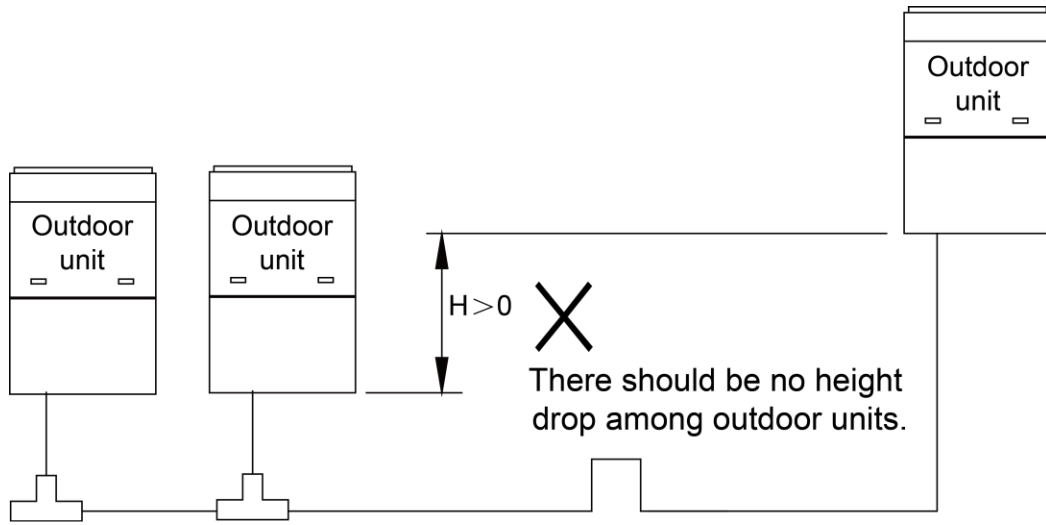 Outdoor
unit
Outdoor
unit
Outdoor
unit
H>0
There should be no height
drop among outdoor units.